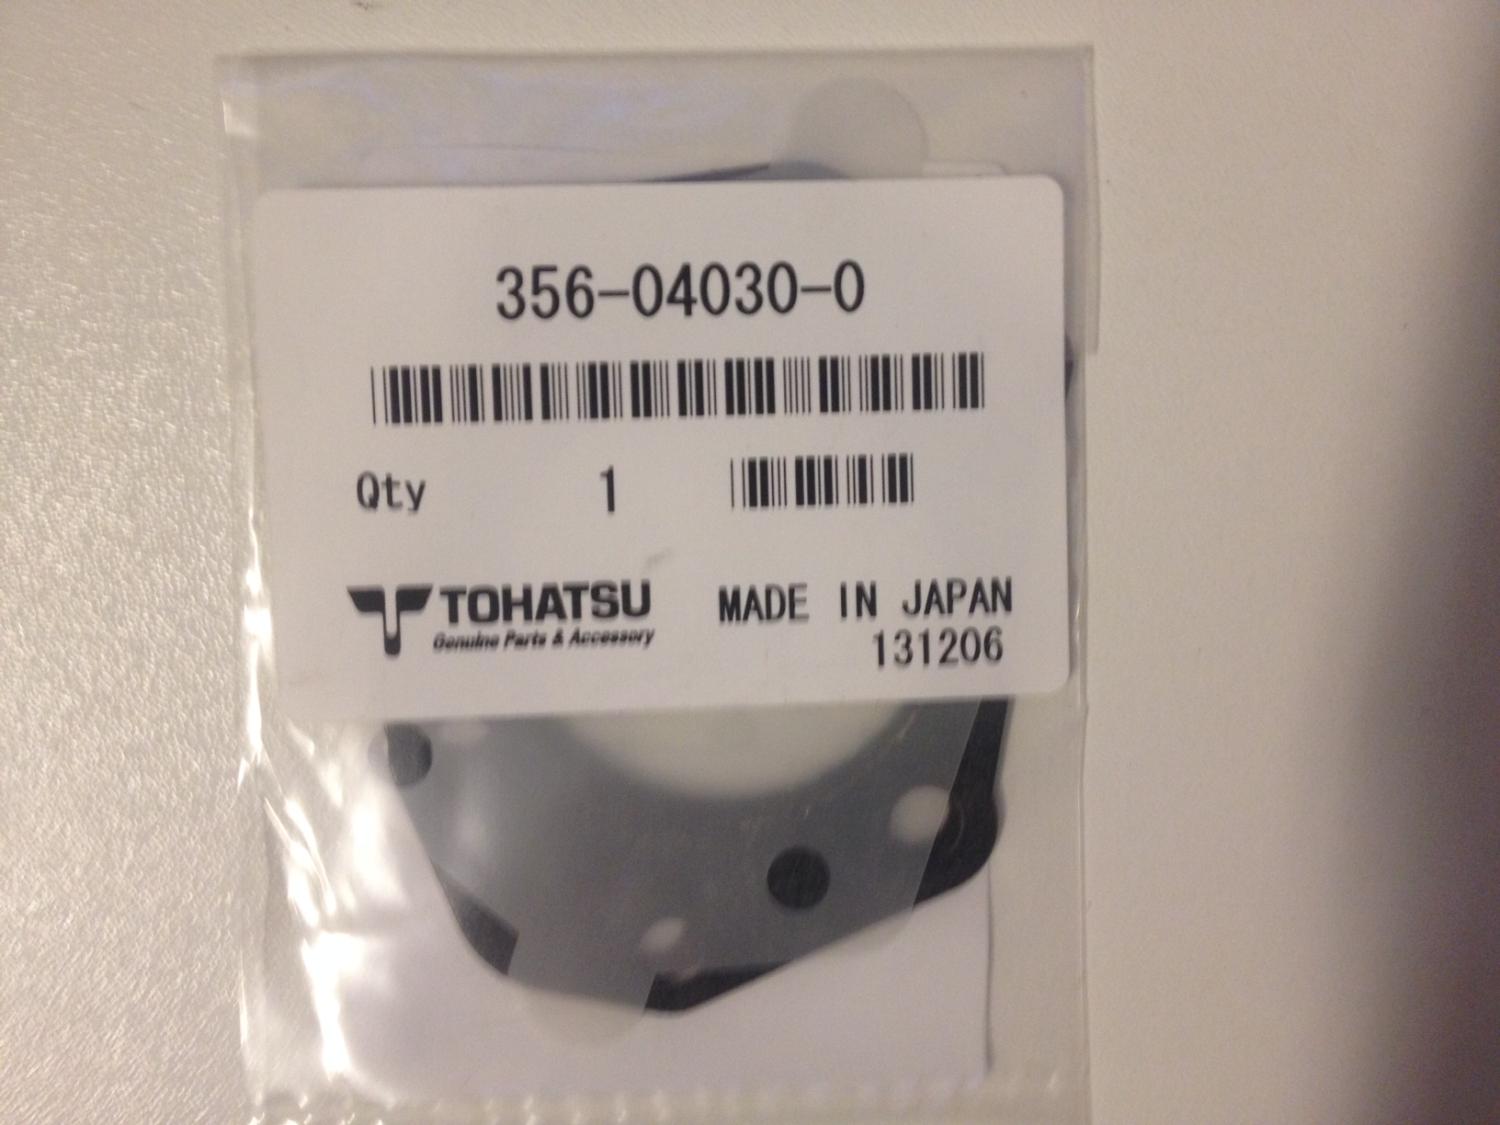 356-04030-0
Qty 1
TOHATSU
Genuine Parts & Accessory
MADE IN JAPAN
131206